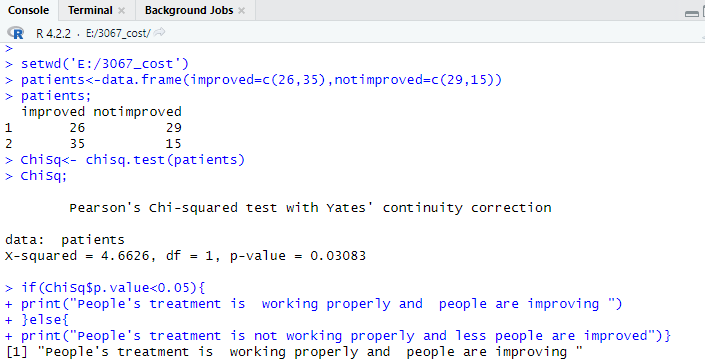 Console Terminal × Background Jobs ×
R R 4.2.2 · E:/3067_cost/
>
> setwd('E:/3067_cost')
> patients<-data.frame(improved=c(26,35),notimproved=c(29,15))
> patients;
  improved notimproved
1       26          29
2       35          15
> ChiSq<- chisq.test(patients)
> ChiSq;
        Pearson's Chi-squared test with Yates' continuity correction
data:  patients
X-squared = 4.6626, df = 1, p-value = 0.03083
> if(ChiSq$p.value<0.05){
+ print("People's treatment is  working properly and  people are improving ")
+ }else{
+ print("People's treatment is not working properly and less people are improved")}
[1] "People's treatment is  working properly and  people are improving "